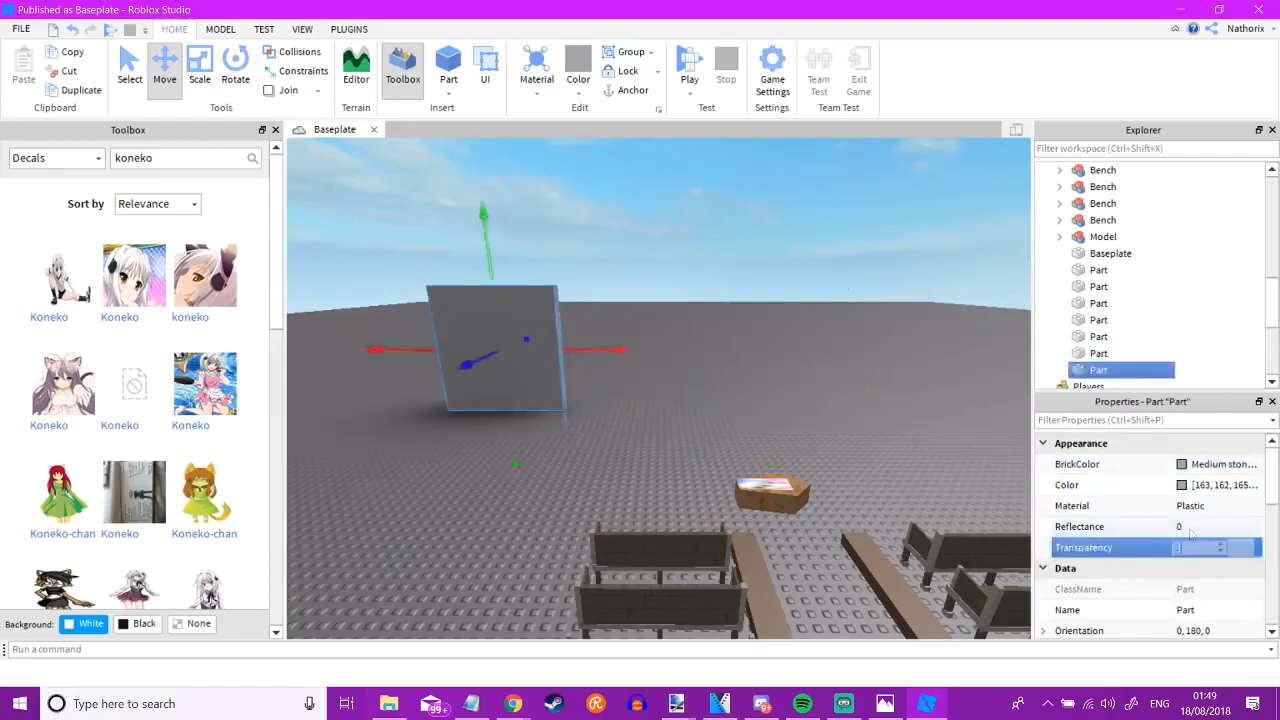 Published as Baseplate - Roblox Studio
FILE HOME MODEL TEST VIEW PLUGINS Nathorix
Paste Copy Cut Duplicate Select Move Scale Rotate Collisions Constraints Join Editor Toolbox Part UI Material Color Group Lock Anchor Play Stop Game Settings Team Test Exit Game
Clipboard Tools Terrain Insert Edit Test Settings Team Test
Toolbox
Decals koneko
Sort by Relevance
Koneko Koneko koneko
Koneko Koneko Koneko
Koneko-chan Koneko Koneko-chan
Background: White Black None
Baseplate
Explorer
Filter workspace (Ctrl+Shift+X)
Bench
Bench
Bench
Bench
Model
Baseplate
Part
Part
Part
Part
Part
Part
Part
Players
Properties - Part "Part"
Filter Properties (Ctrl+Shift+P)
Appearance
BrickColor Medium ston...
Color [163, 162, 165...
Material Plastic
Reflectance 0
Transparency
Data
ClassName Part
Name Part
Orientation 0, 180, 0
Run a command
Type here to search 99+ ENG 01:49
18/08/2018